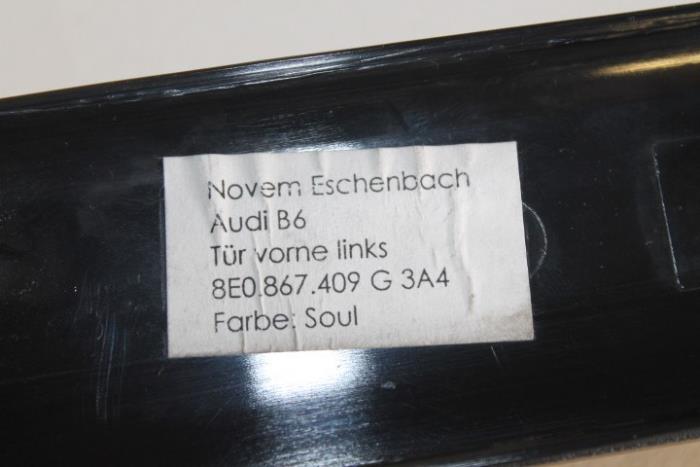 Novem Eschenbach
Audi B6
Tür vorne links
8E0.867.409 G 3A4
Farbe: Soul